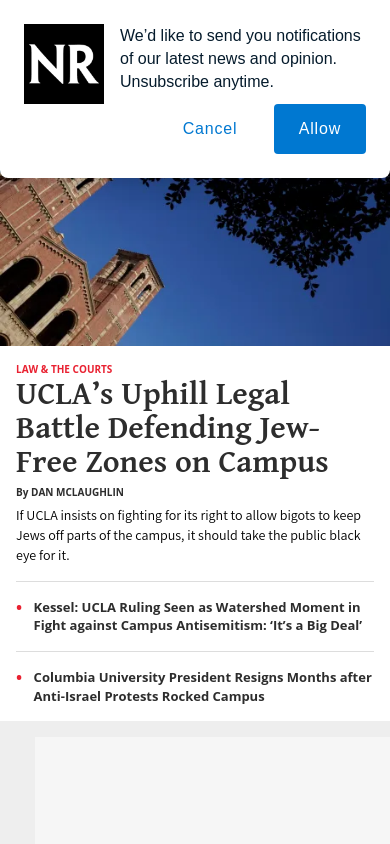 NR
We’d like to send you notifications
of our latest news and opinion.
Unsubscribe anytime.
Cancel
Allow
LAW & THE COURTS
UCLA’s Uphill Legal
Battle Defending Jew-
Free Zones on Campus
By DAN MCLAUGHLIN
If UCLA insists on fighting for its right to allow bigots to keep
Jews off parts of the campus, it should take the public black
eye for it.
Kessel: UCLA Ruling Seen as Watershed Moment in
Fight against Campus Antisemitism: ‘It’s a Big Deal’
Columbia University President Resigns Months after
Anti-Israel Protests Rocked Campus